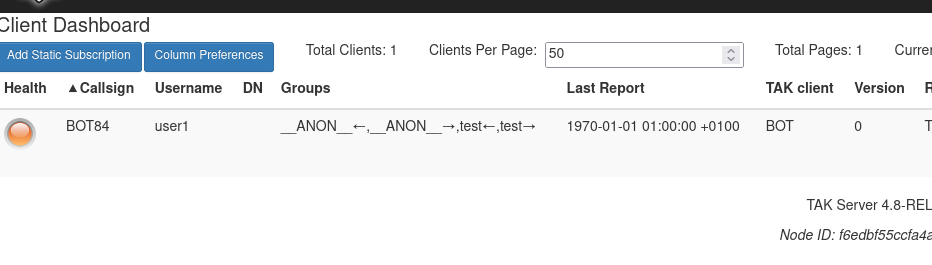 Client Dashboard
Add Static Subscription Column Preferences Total Clients: 1 Clients Per Page: 50 Total Pages: 1
Health ▲Callsign Username DN Groups Last Report TAK client Version
BOT84 user1 __ANON__←,__ANON__→,test←,test→ 1970-01-01 01:00:00 +0100 BOT 0
TAK Server 4.8-REL
Node ID: f6edbf55ccfa4a